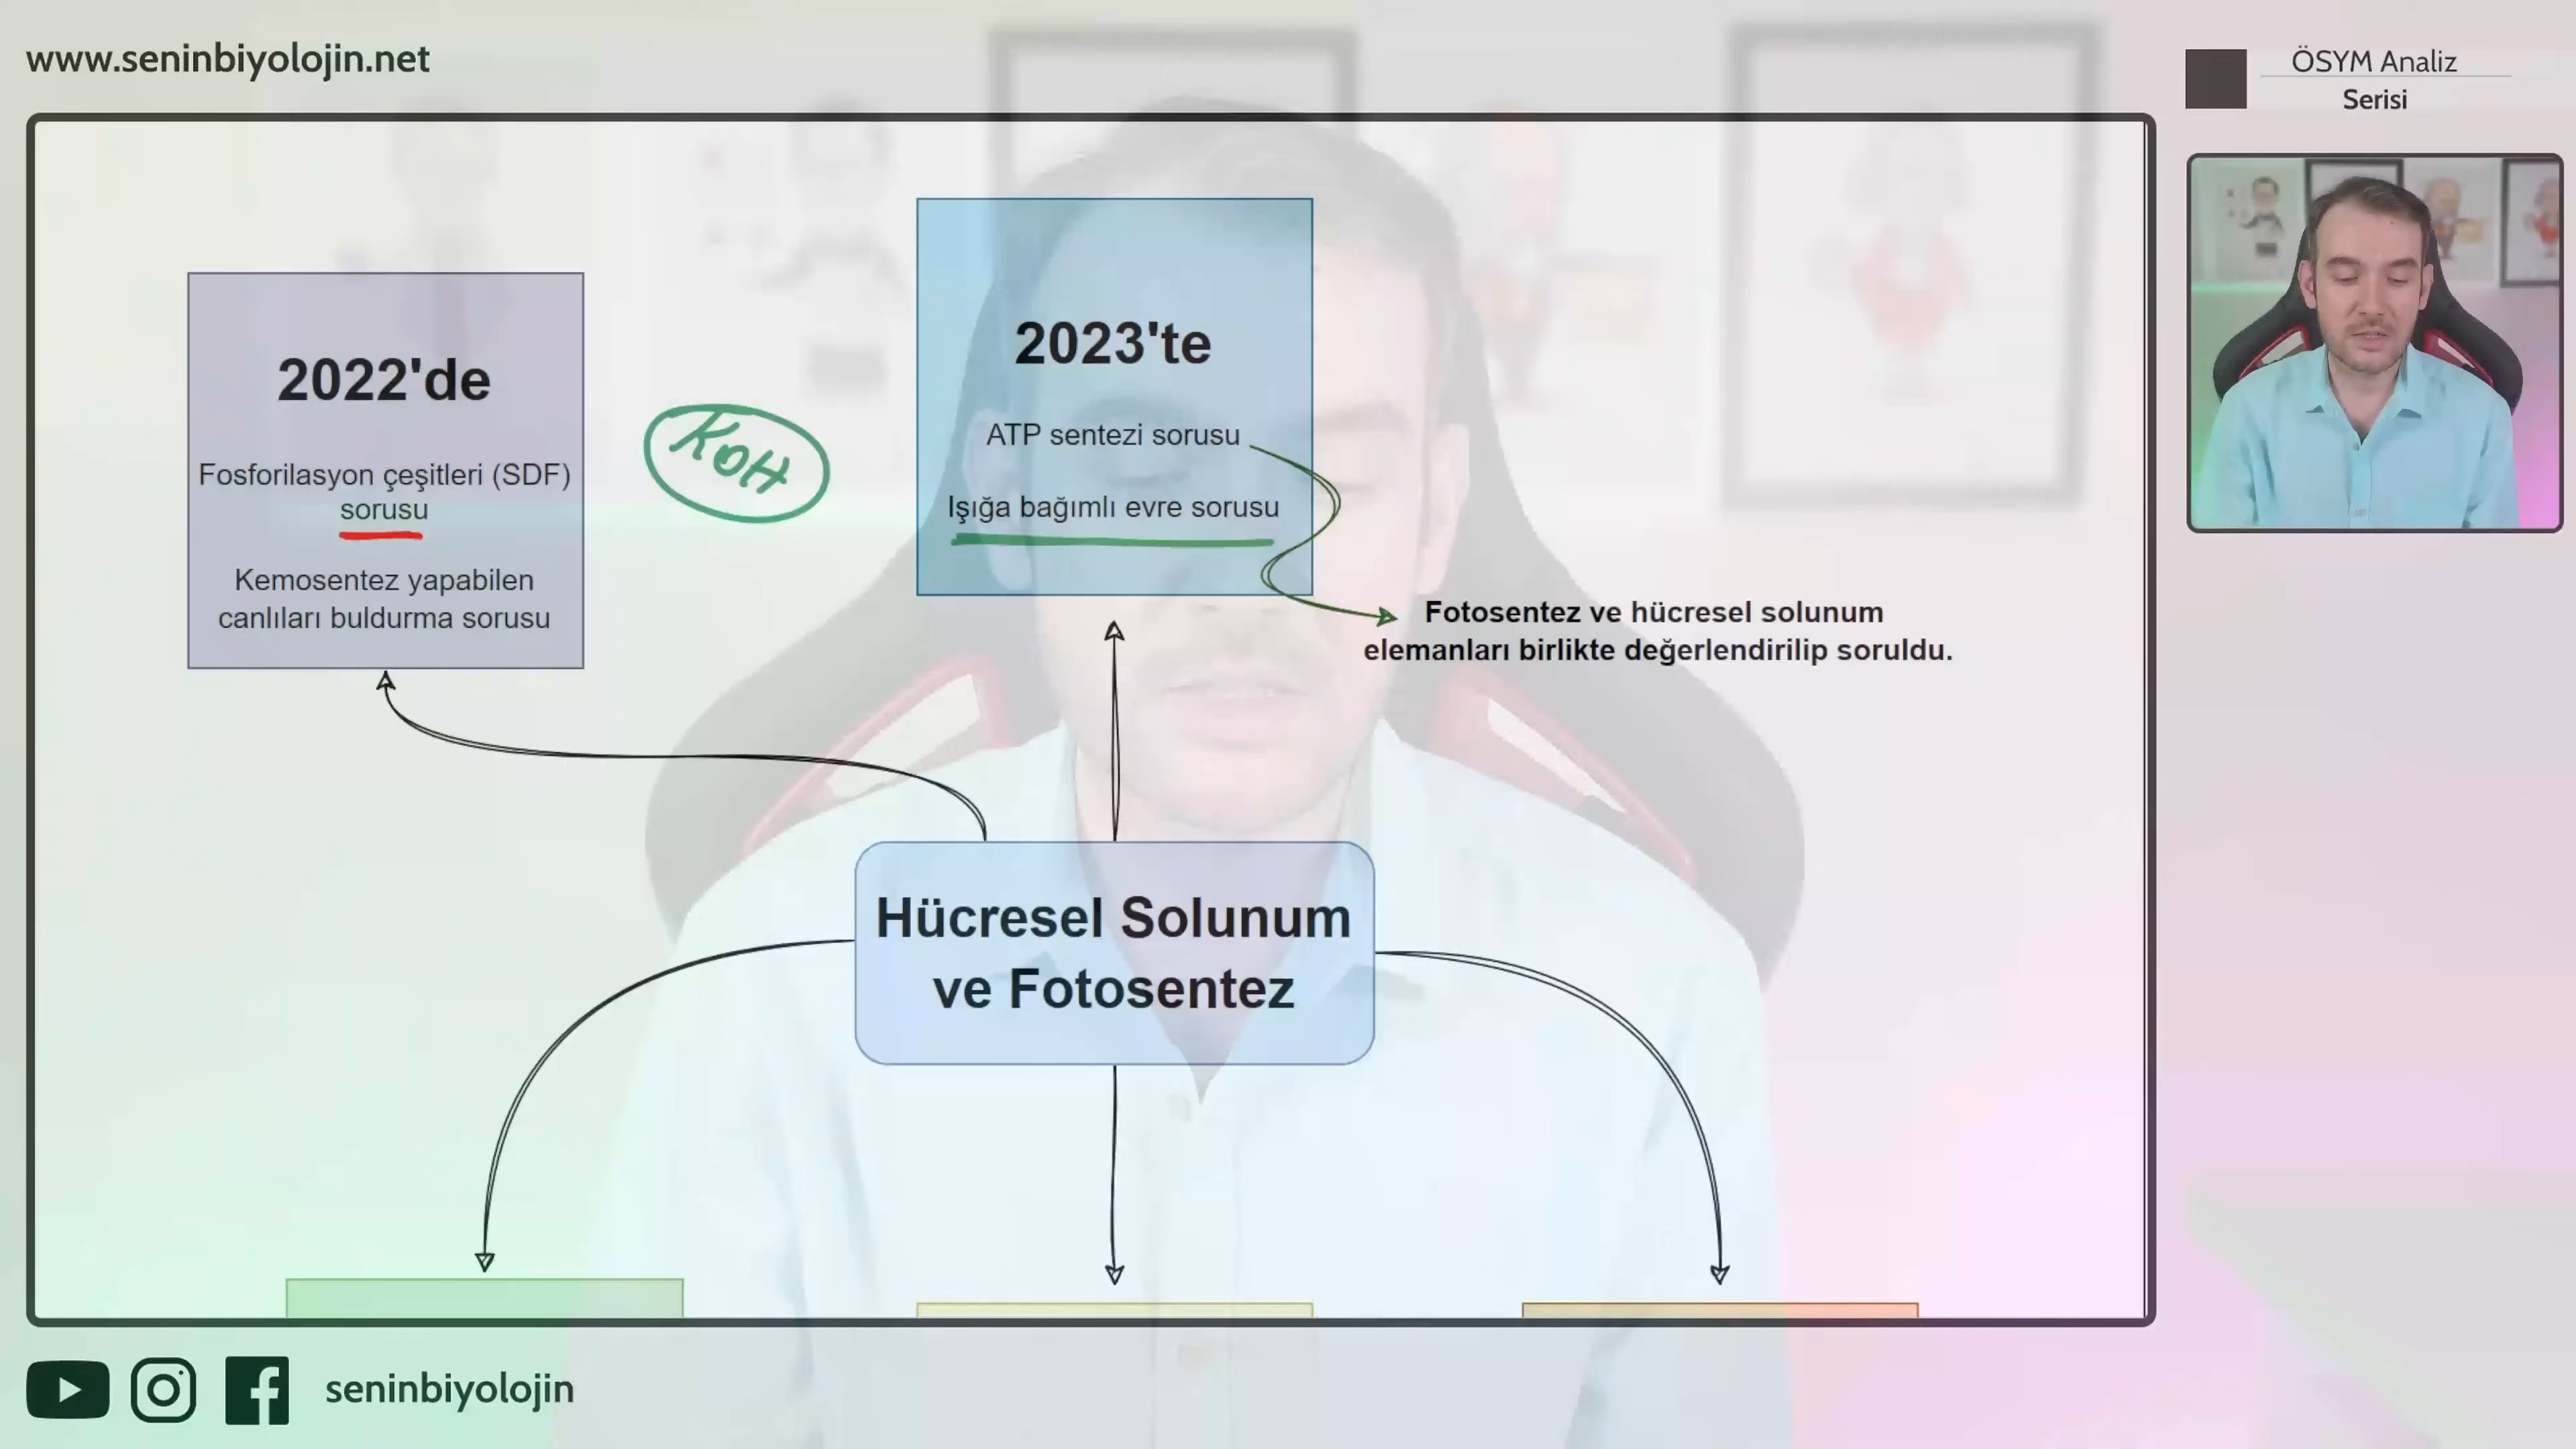 www.seninbiyolojin.net
ÖSYM Analiz
Serisi
2022'de
Fosforilasyon çeşitleri (SDF)
sorusu
Kemosentez yapabilen
canlıları buldurma sorusu
KOH
2023'te
ATP sentezi sorusu
Işığa bağımlı evre sorusu
Fotosentez ve hücresel solunum
elemanları birlikte değerlendirilip soruldu.
Hücresel Solunum
ve Fotosentez
seninbiyolojin